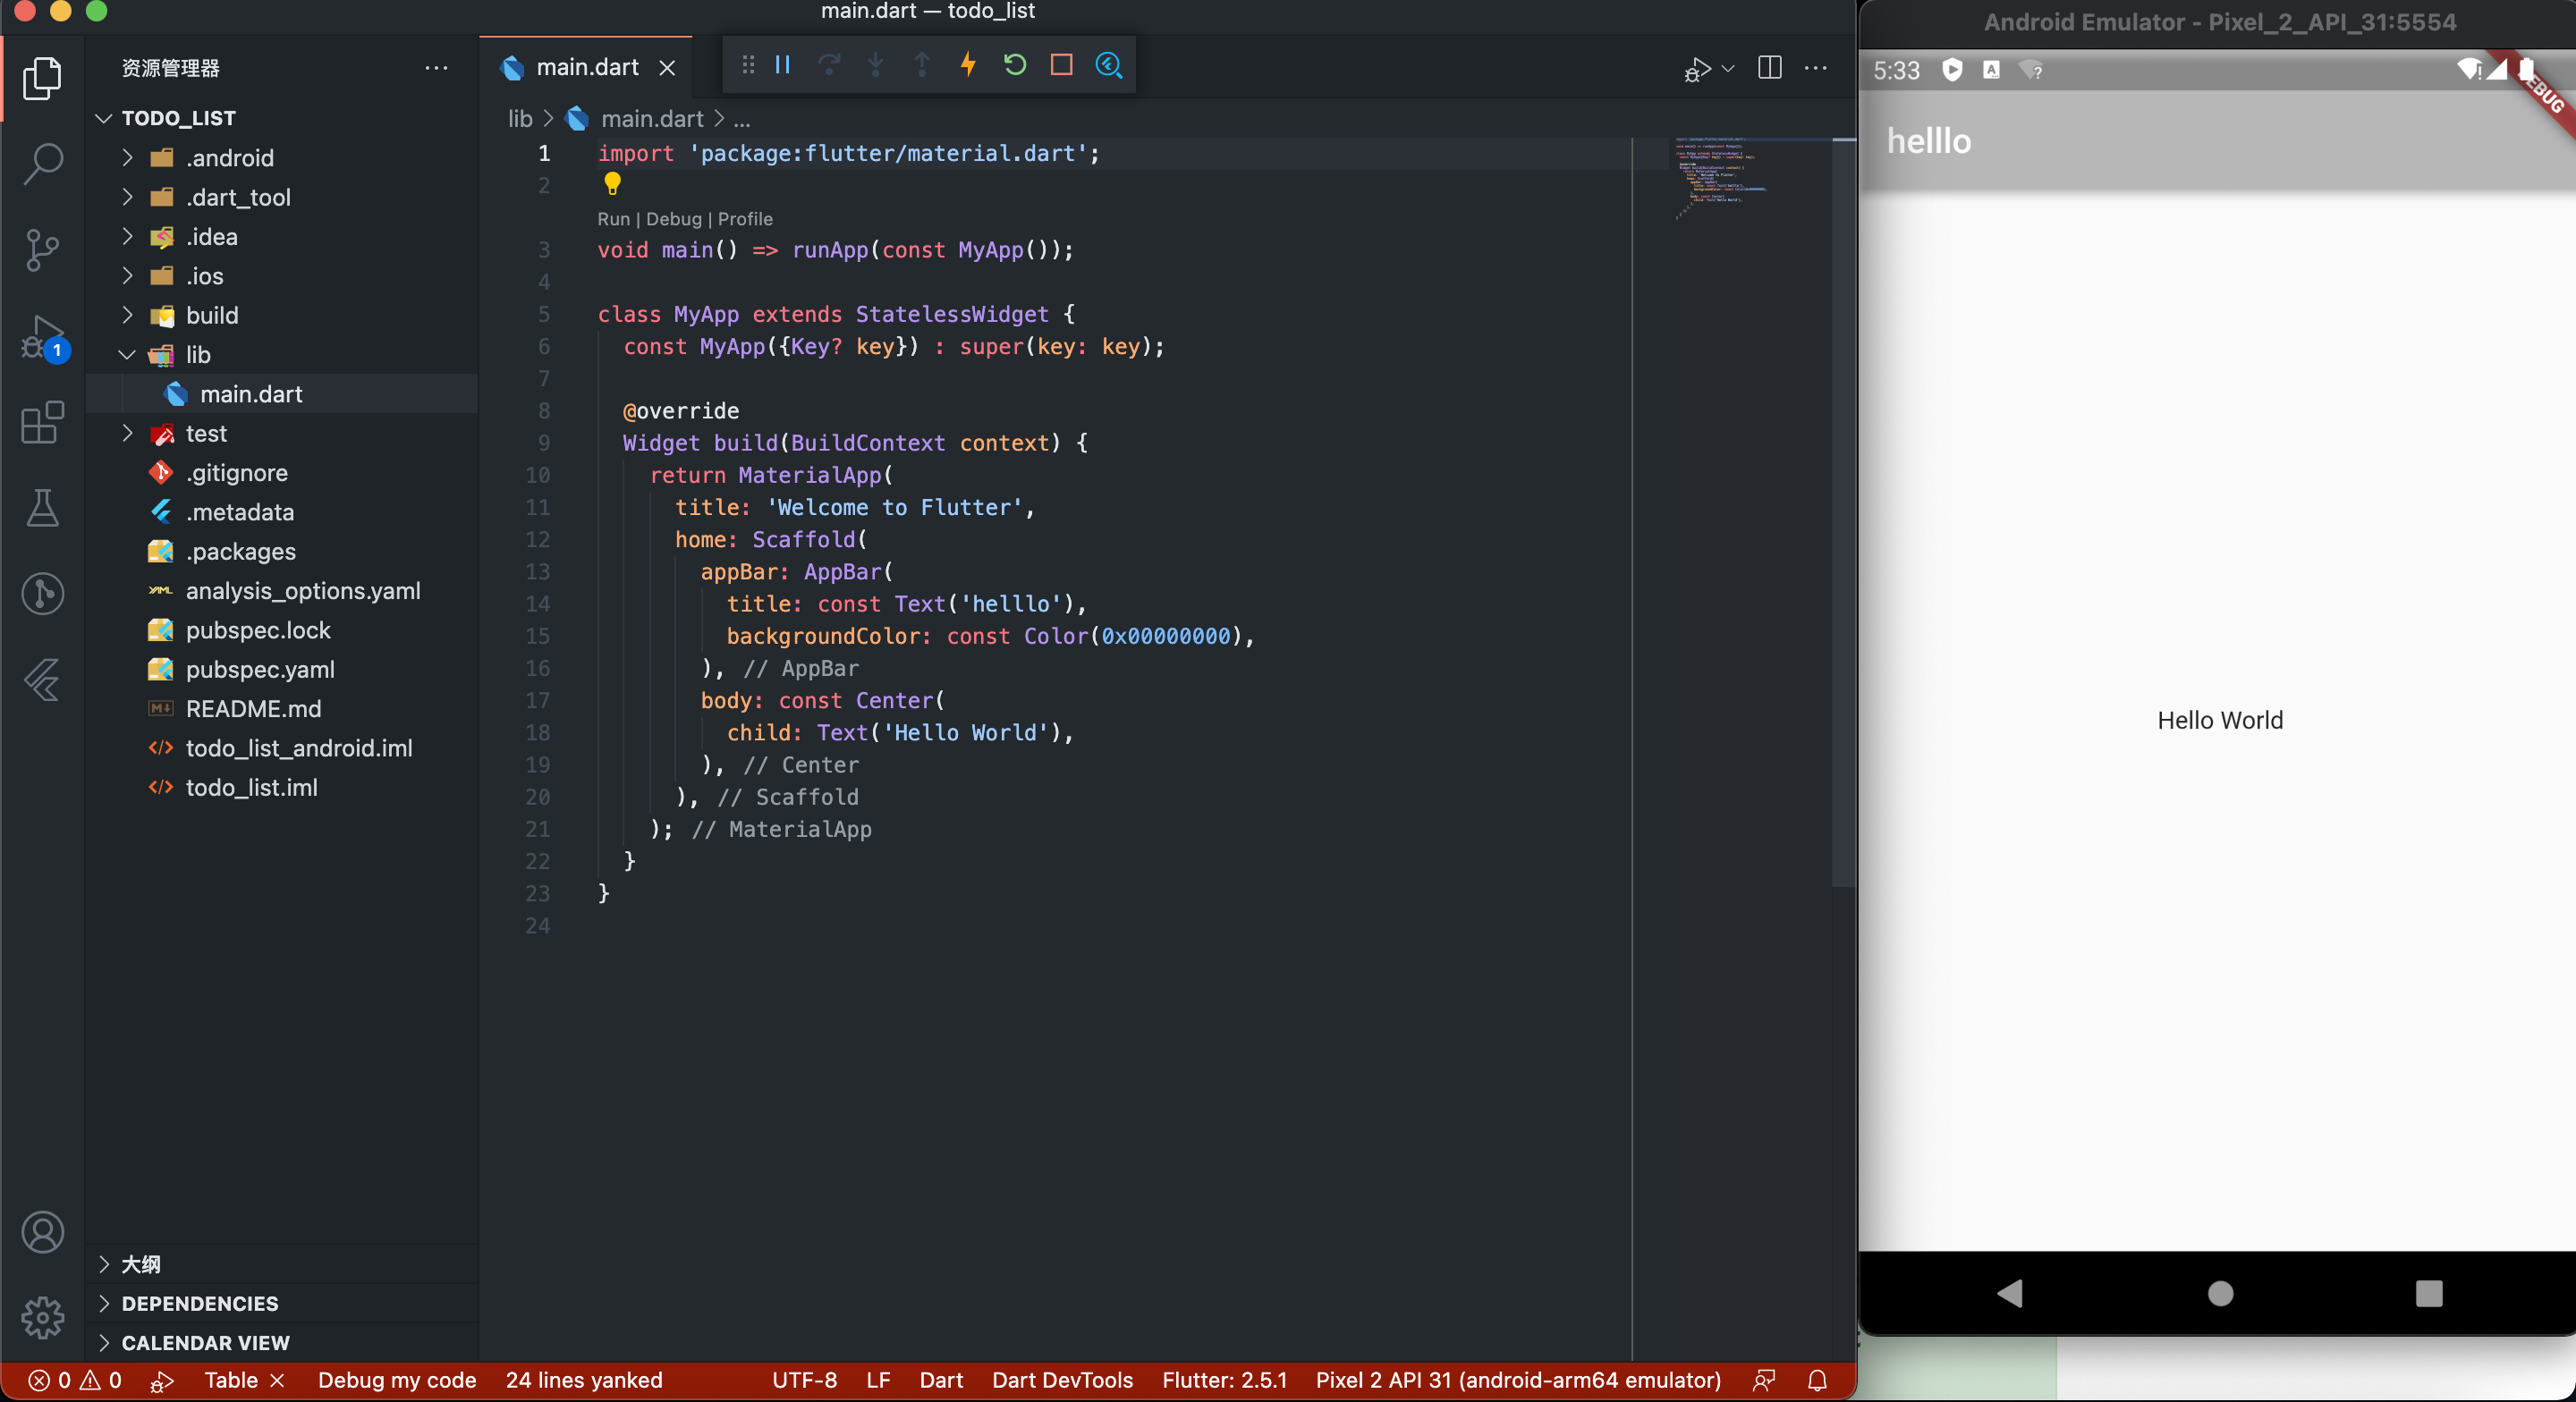 main.dart — todo_list
资源管理器
TODO_LIST
.android
.dart_tool
.idea
.ios
build
lib
main.dart
test
.gitignore
.metadata
.packages
analysis_options.yaml
pubspec.lock
pubspec.yaml
README.md
todo_list_android.iml
todo_list.iml
大纲
DEPENDENCIES
CALENDAR VIEW
1
main.dart
lib > main.dart > ...
1 import 'package:flutter/material.dart';
2
Run | Debug | Profile
3 void main() => runApp(const MyApp());
4
5 class MyApp extends StatelessWidget {
6 const MyApp({Key? key}) : super(key: key);
7
8 @override
9 Widget build(BuildContext context) {
10 return MaterialApp(
11 title: 'Welcome to Flutter',
12 home: Scaffold(
13 appBar: AppBar(
14 title: const Text('helllo'),
15 backgroundColor: const Color(0x00000000),
16 ), // AppBar
17 body: const Center(
18 child: Text('Hello World'),
19 ), // Center
20 ), // Scaffold
21 ); // MaterialApp
22 }
23 }
24
0 0 Table Debug my code 24 lines yanked UTF-8 LF Dart Dart DevTools Flutter: 2.5.1 Pixel 2 API 31 (android-arm64 emulator)
Android Emulator - Pixel_2_API_31:5554
5:33
helllo
Hello World